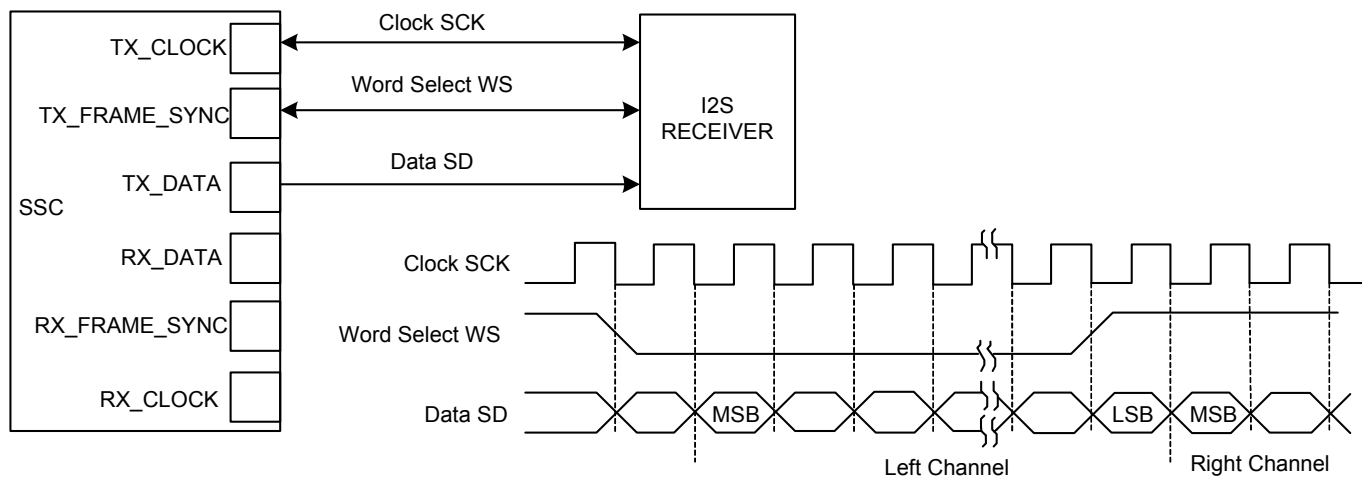 Clock SCK
TX_CLOCK
Word Select WS
TX_FRAME_SYNC
I2S
RECEIVER
Data SD
TX_DATA
SSC
RX_DATA
Clock SCK
RX_FRAME_SYNC
Word Select WS
RX_CLOCK
Data SD
MSB
LSB
MSB
Left Channel
Right Channel